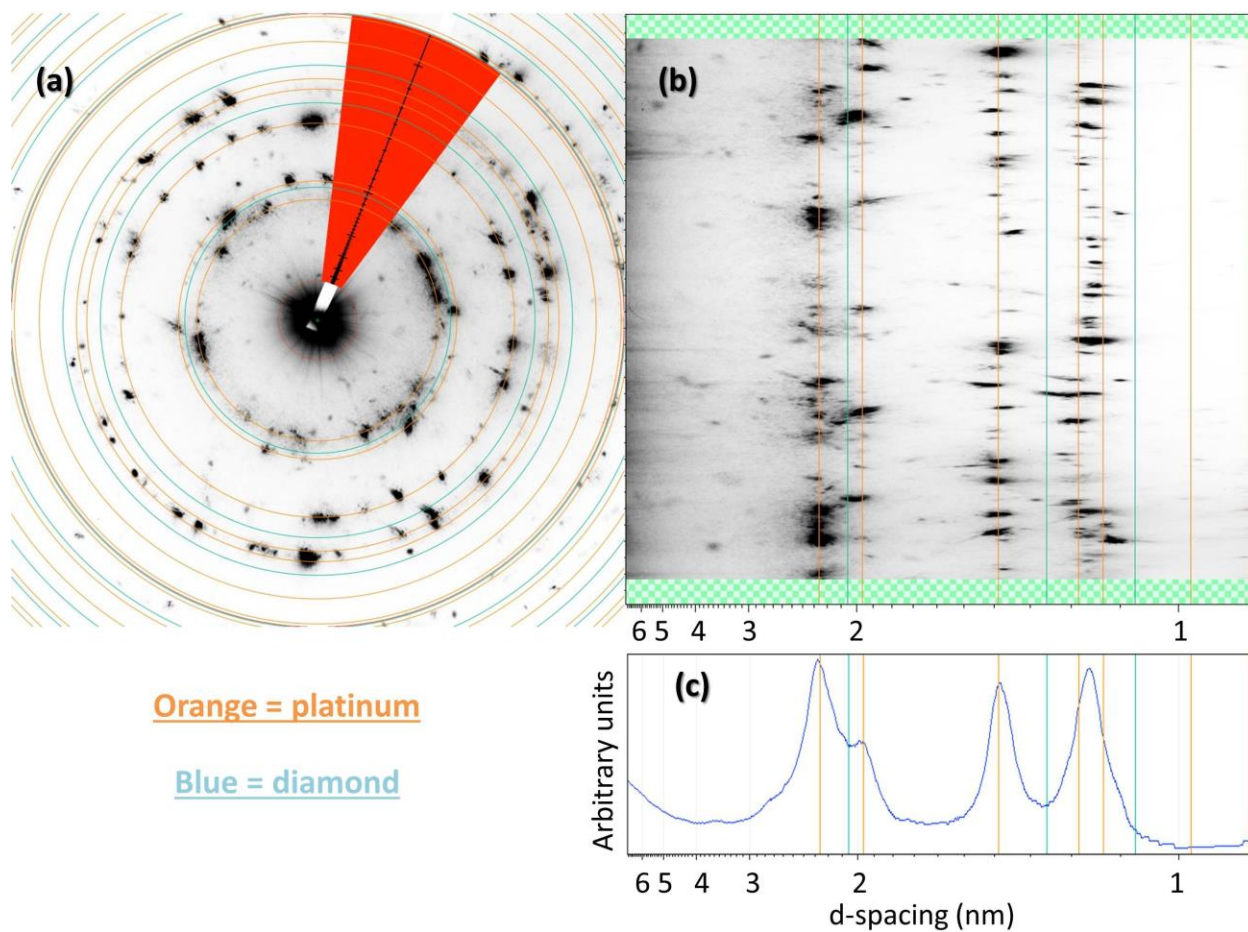 (a)
(b)
6 5 4 3 2 1
Orange = platinum
Blue = diamond
(c)
Arbitrary units
6 5 4 3 2 1
d-spacing (nm)